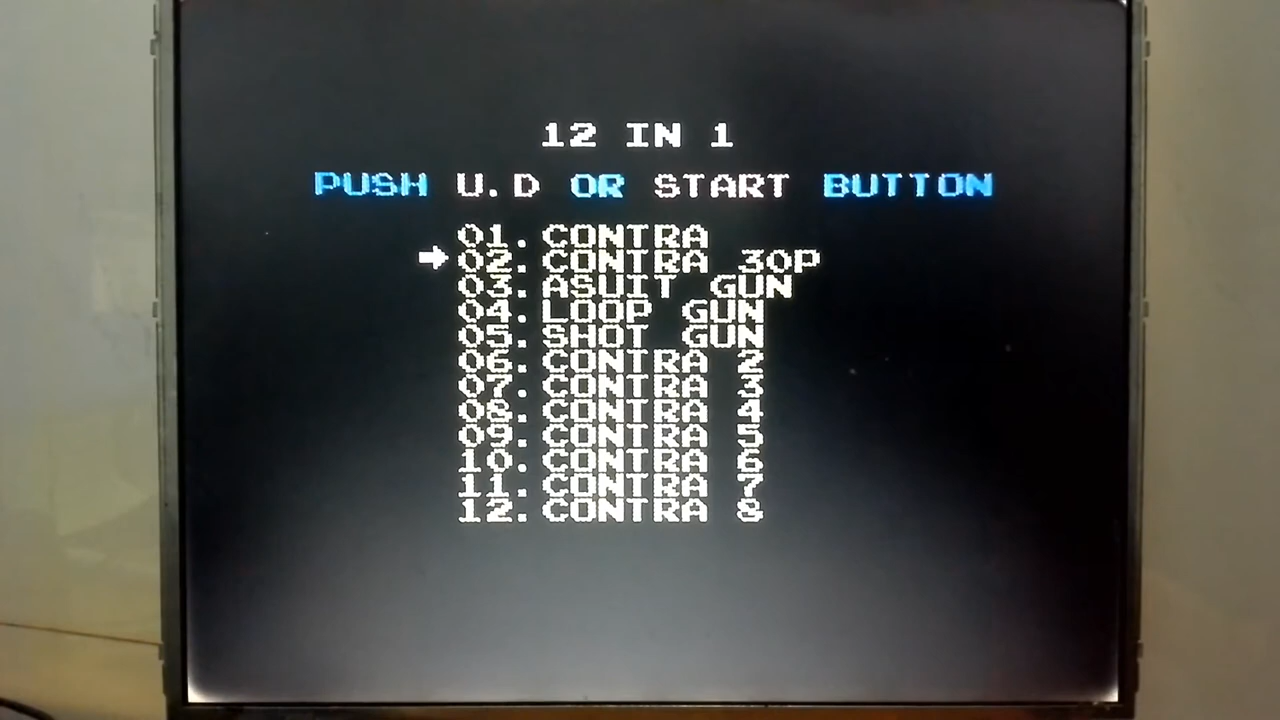 12 IN 1
PUSH U.D OR START BUTTON
01. CONTRA
02. CONTRA 30P
03. ASUIT GUN
04. LOOP GUN
05. SHOT GUN
06. CONTRA 2
07. CONTRA 3
08. CONTRA 4
09. CONTRA 5
10. CONTRA 6
11. CONTRA 7
12. CONTRA 8